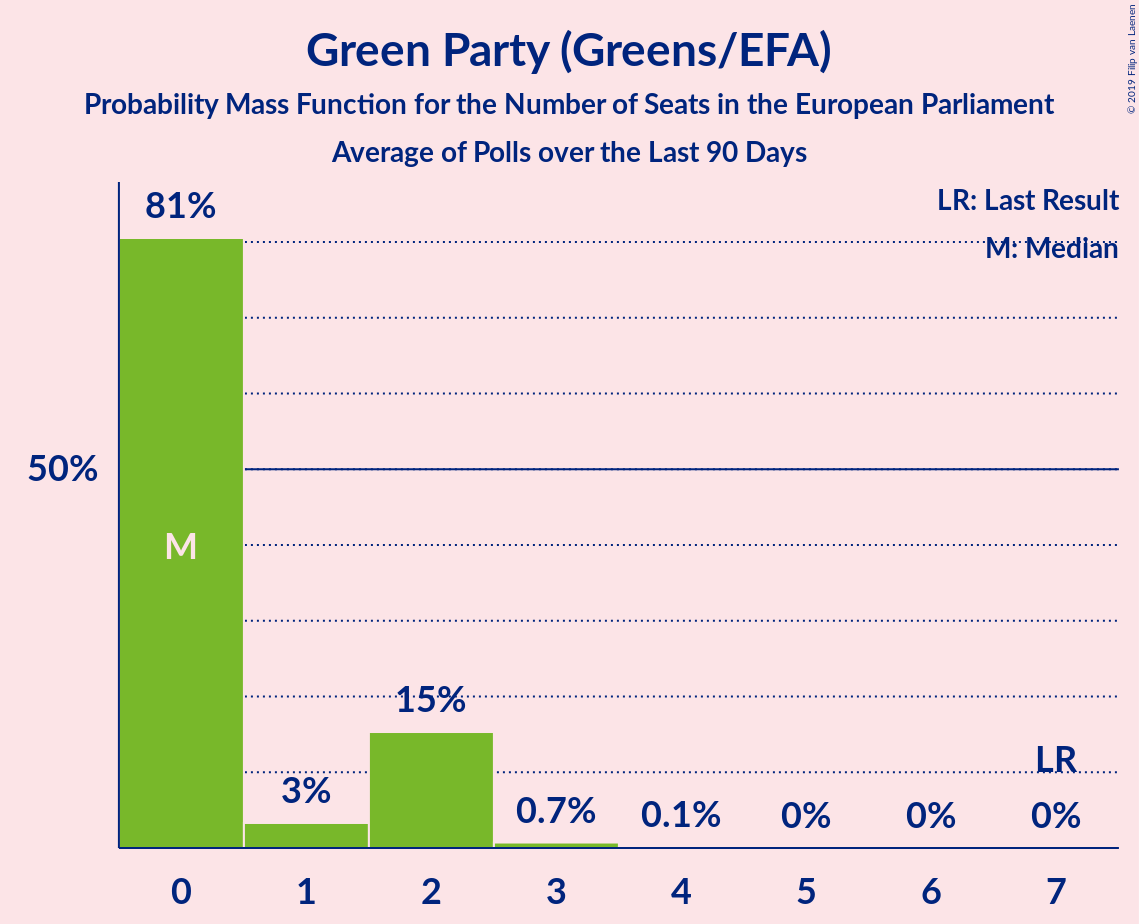 Green Party (Greens/EFA)
Probability Mass Function for the Number of Seats in the European Parliament
Average of Polls over the Last 90 Days
© 2019 Filip van Laenen
LR: Last Result
M: Median
81%
50%
M
15%
3%
0.7%
0.1%
0%
0%
LR
0%
0 1 2 3 4 5 6 7